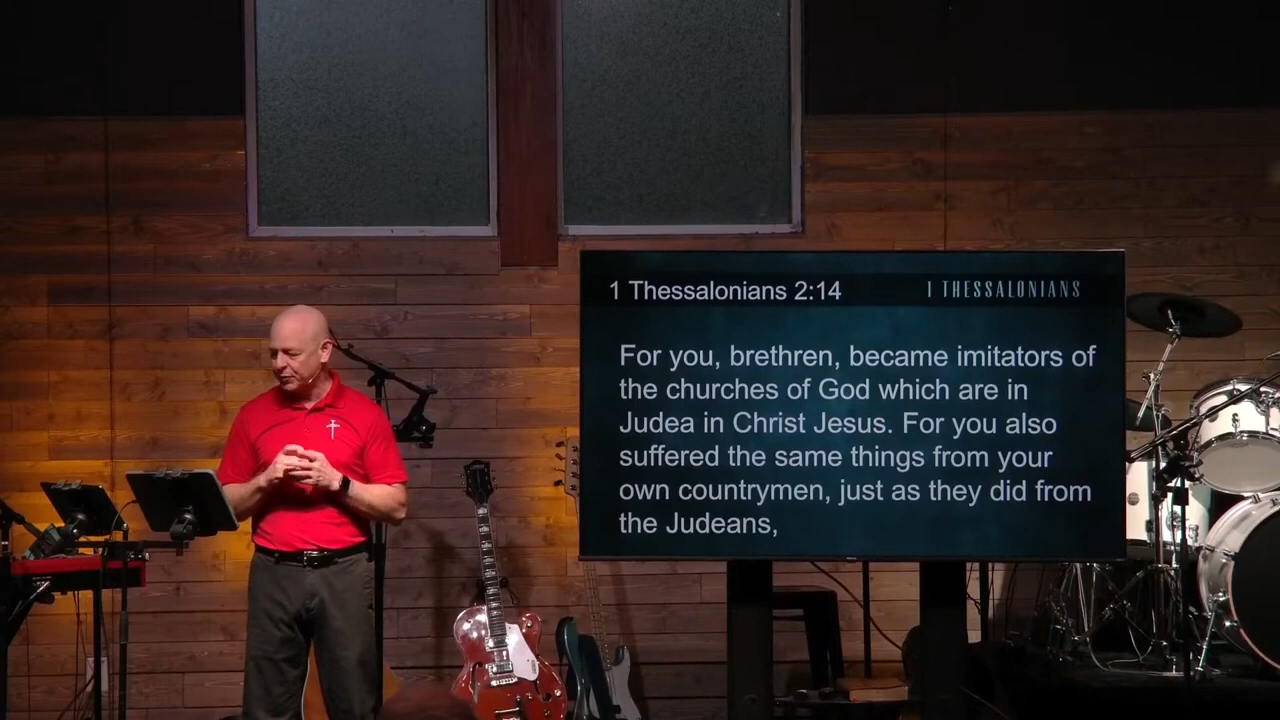 1 Thessalonians 2:14
1 THESSALONIANS
For you, brethren, became imitators of
the churches of God which are in
Judea in Christ Jesus. For you also
suffered the same things from your
own countrymen, just as they did from
the Judeans,